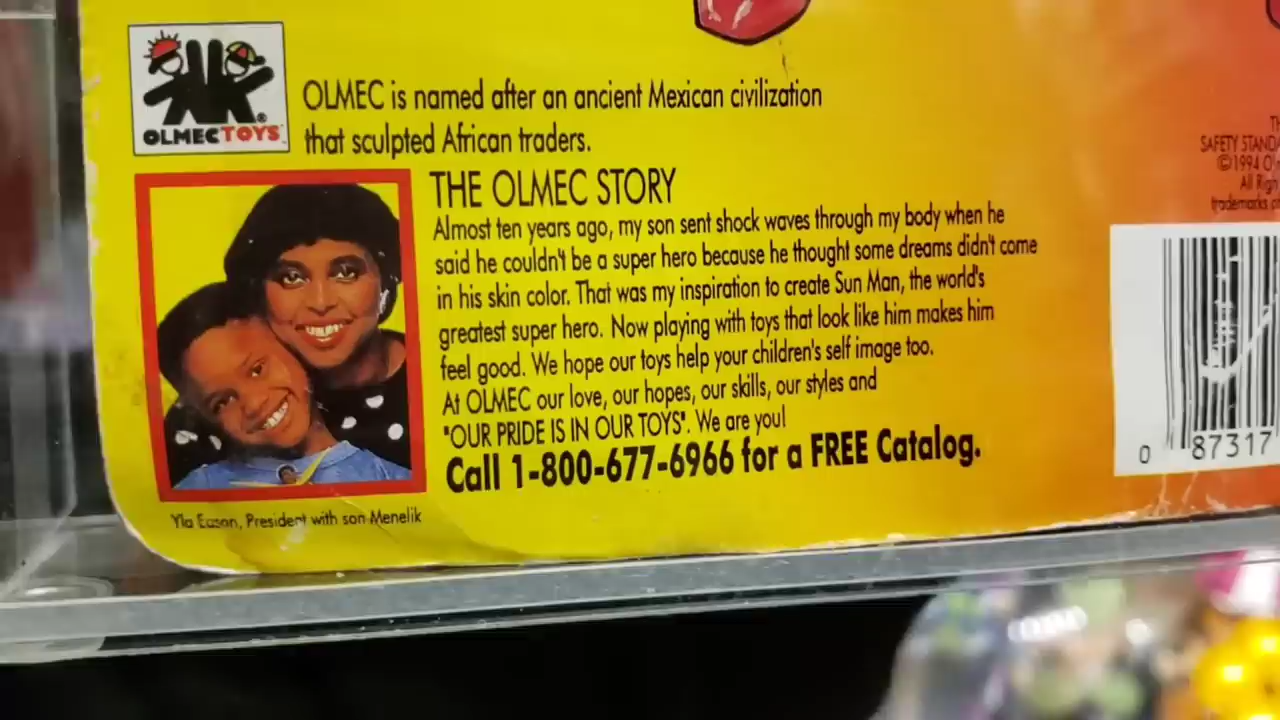 OLMECTOYS
OLMEC is named after an ancient Mexican civilization
that sculpted African traders.
THE OLMEC STORY
Almost ten years ago, my son sent shock waves through my body when he
said he couldn't be a super hero because he thought some dreams didn't come
in his skin color. That was my inspiration to create Sun Man, the world's
greatest super hero. Now playing with toys that look like him makes him
feel good. We hope our toys help your children's self image too.
At OLMEC our love, our hopes, our skills, our styles and
"OUR PRIDE IS IN OUR TOYS". We are you!
Call 1-800-677-6966 for a FREE Catalog.
Yla Eason, President with son Menelik
SAFETY
©1994
All
trademarks
0 87317